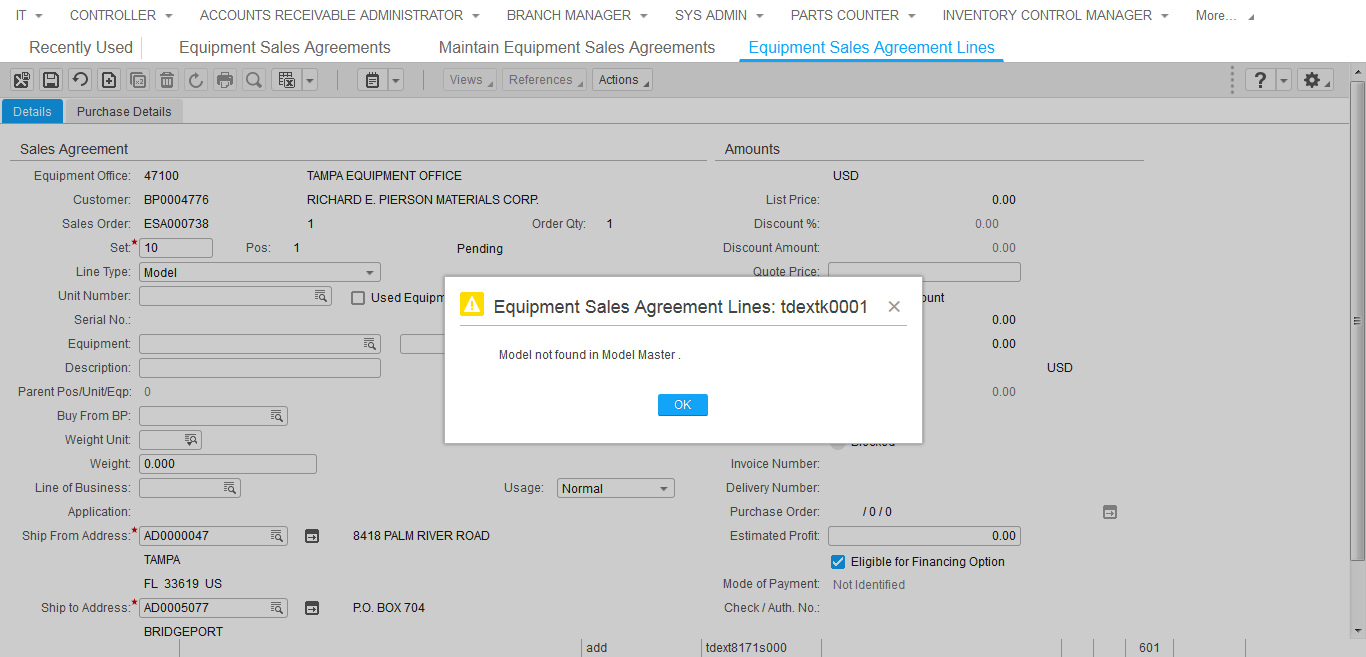 IT CONTROLLER ACCOUNTS RECEIVABLE ADMINISTRATOR BRANCH MANAGER SYS ADMIN PARTS COUNTER INVENTORY CONTROL MANAGER More...
Recently Used Equipment Sales Agreements Maintain Equipment Sales Agreements Equipment Sales Agreement Lines
Views References Actions ?
Details Purchase Details
Sales Agreement Amounts
Equipment Office: 47100 TAMPA EQUIPMENT OFFICE USD
Customer: BP0004776 RICHARD E. PIERSON MATERIALS CORP. List Price: 0.00
Sales Order: ESA000738 1 Order Qty: 1 Discount %: 0.00
Set:* 10 Pos: 1 Pending Discount Amount: 0.00
Line Type: Model Quote Price:
Unit Number: Used Equipm ount
Serial No.: 0.00
Equipment: 0.00
Description: USD
Parent Pos/Unit/Eqp: 0 0.00
Equipment Sales Agreement Lines: tdextk0001
Model not found in Model Master .
OK
Buy From BP:
Weight Unit: Blocked
Weight: 0.000 Invoice Number:
Line of Business: Usage: Normal Delivery Number:
Application: Purchase Order: / 0 / 0
Ship From Address:* AD0000047 8418 PALM RIVER ROAD Estimated Profit: 0.00
TAMPA Eligible for Financing Option
FL 33619 US Mode of Payment: Not Identified
Ship to Address:* AD0005077 P.O. BOX 704 Check / Auth. No.:
BRIDGEPORT
add tdext8171s000 601